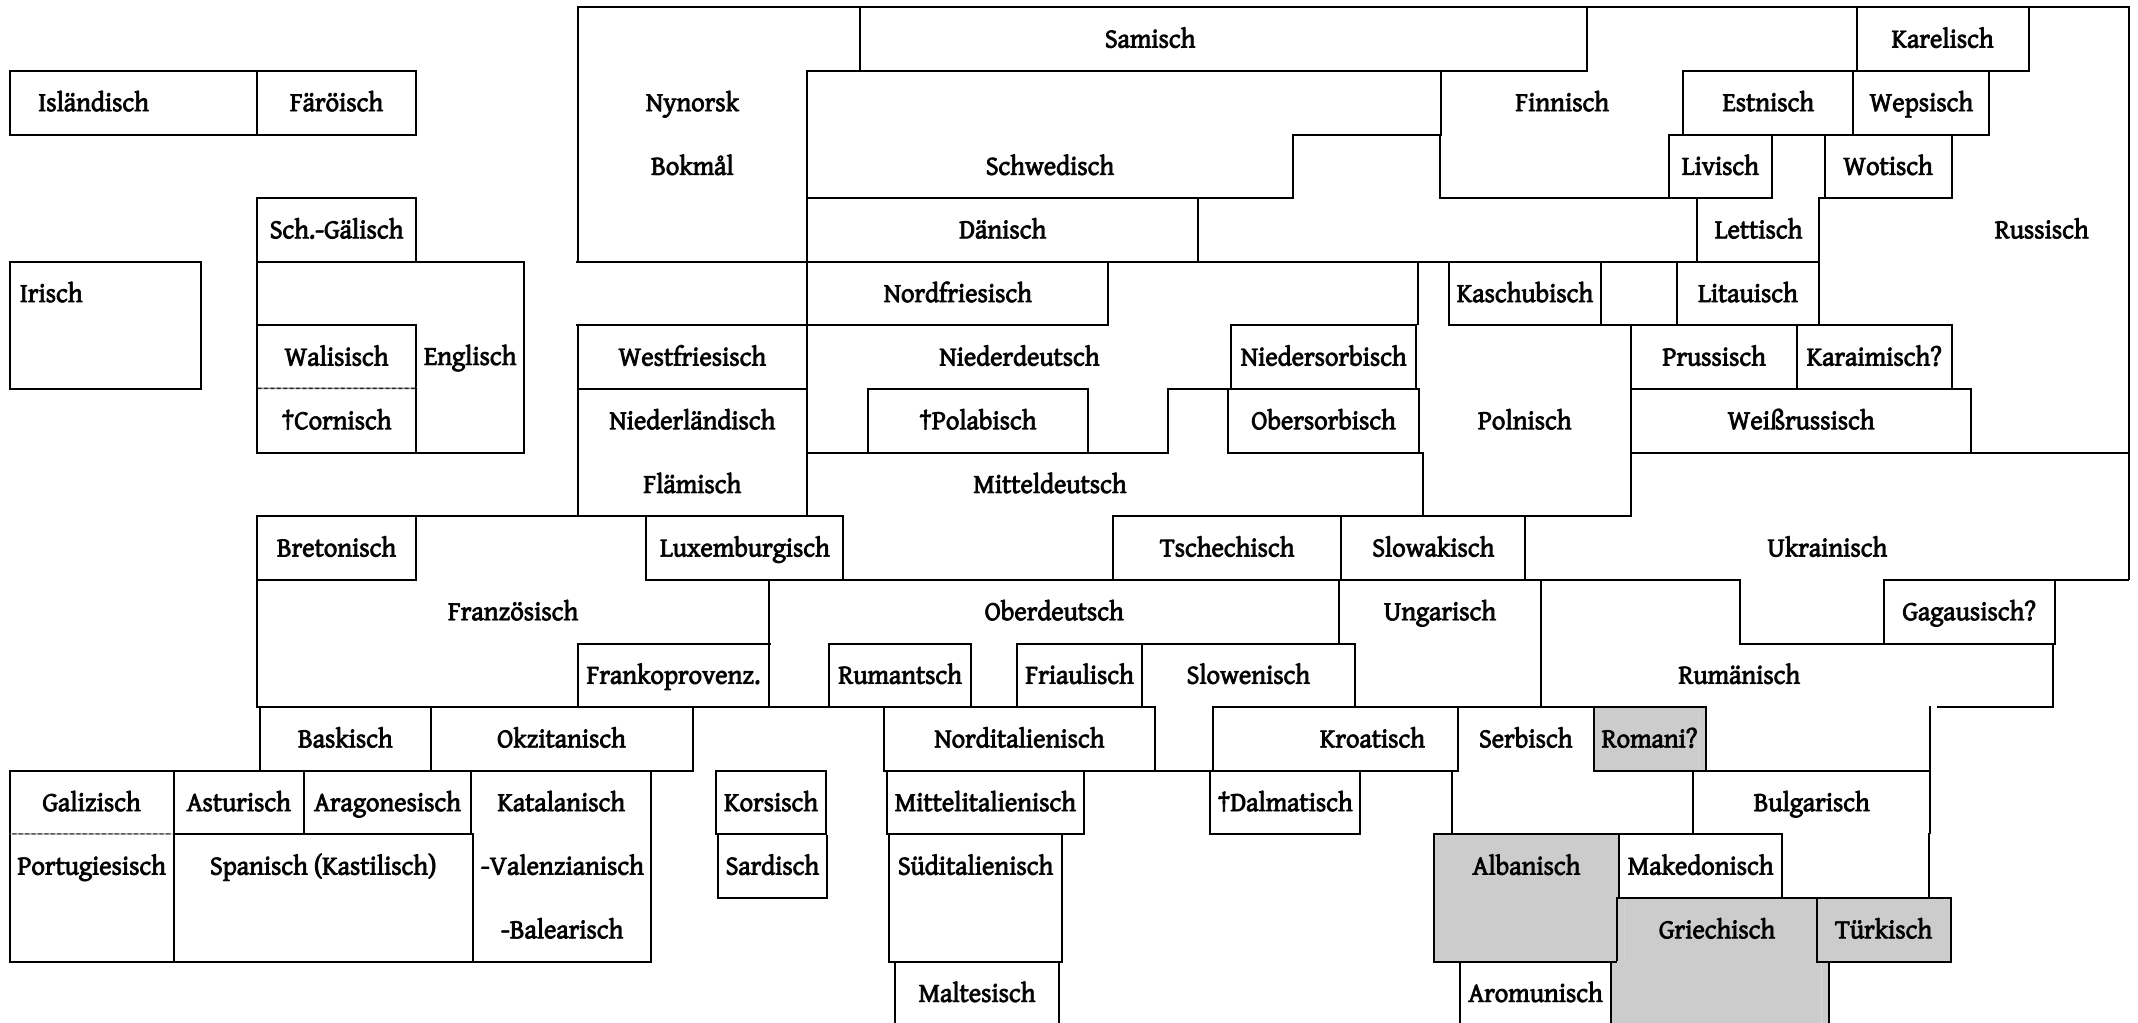 Samisch Karelisch
Isländisch Färöisch Nynorsk Finnisch Estnisch Wepsisch
Bokmål Schwedisch Livisch Wotisch
Sch.-Gälisch Dänisch Lettisch Russisch
Irisch Nordfriesisch Kaschubisch Litauisch
Walisisch Englisch Westfriesisch Niederdeutsch Niedersorbisch Prussisch Karaimisch?
†Cornisch Niederländisch †Polabisch Obersorbisch Polnisch Weißrussisch
Flämisch Mitteldeutsch
Bretonisch Luxemburgisch Tschechisch Slowakisch Ukrainisch
Französisch Oberdeutsch Ungarisch Gagausisch?
Frankoprovenz. Rumantsch Friaulisch Slowenisch Rumänisch
Baskisch Okzitanisch Norditalienisch Kroatisch Serbisch Romani?
Galizisch Asturisch Aragonesisch Katalanisch Korsisch Mittelitalienisch †Dalmatisch Bulgarisch
Portugiesisch Spanisch (Kastilisch) -Valenzianisch Sardisch Süditalienisch Albanisch Makedonisch
-Balearisch Griechisch Türkisch
Maltesisch Aromunisch